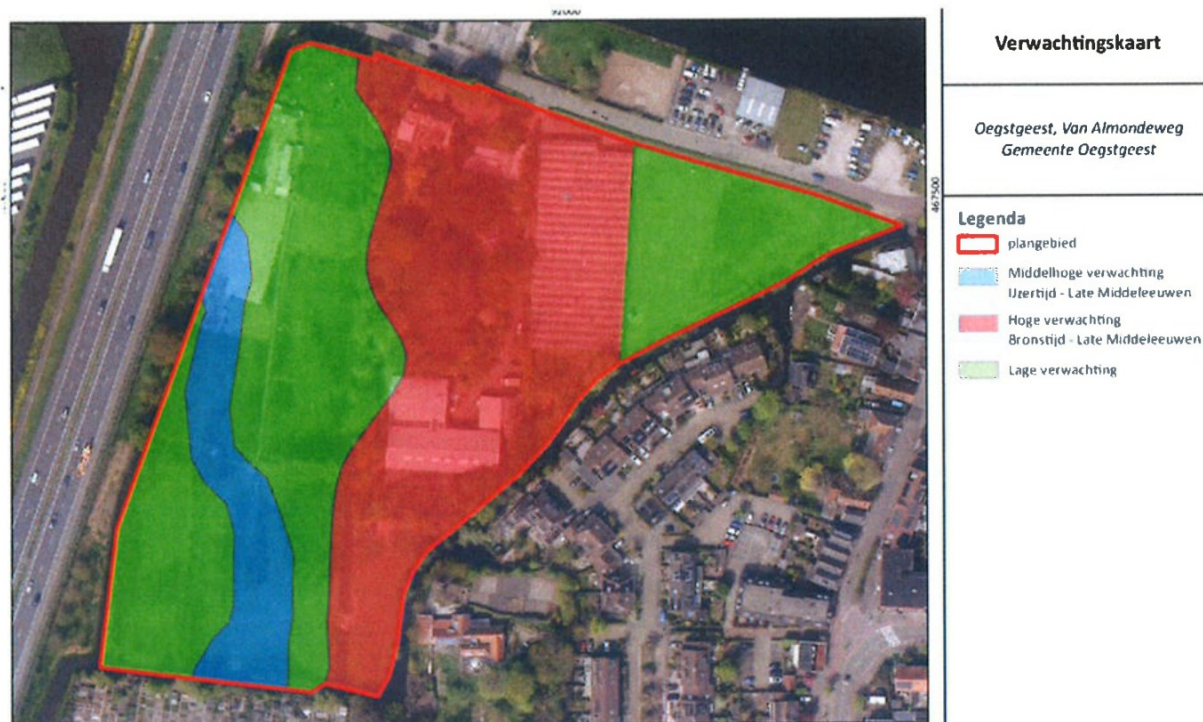 92000
Verwachtingskaart
Oegstgeest, Van Almondeweg
Gemeente Oegstgeest
467500
Legenda
plangebied
Middelhoge verwachting
IJzertijd - Late Middeleeuwen
Hoge verwachting
Bronstijd - Late Middeleeuwen
Lage verwachting